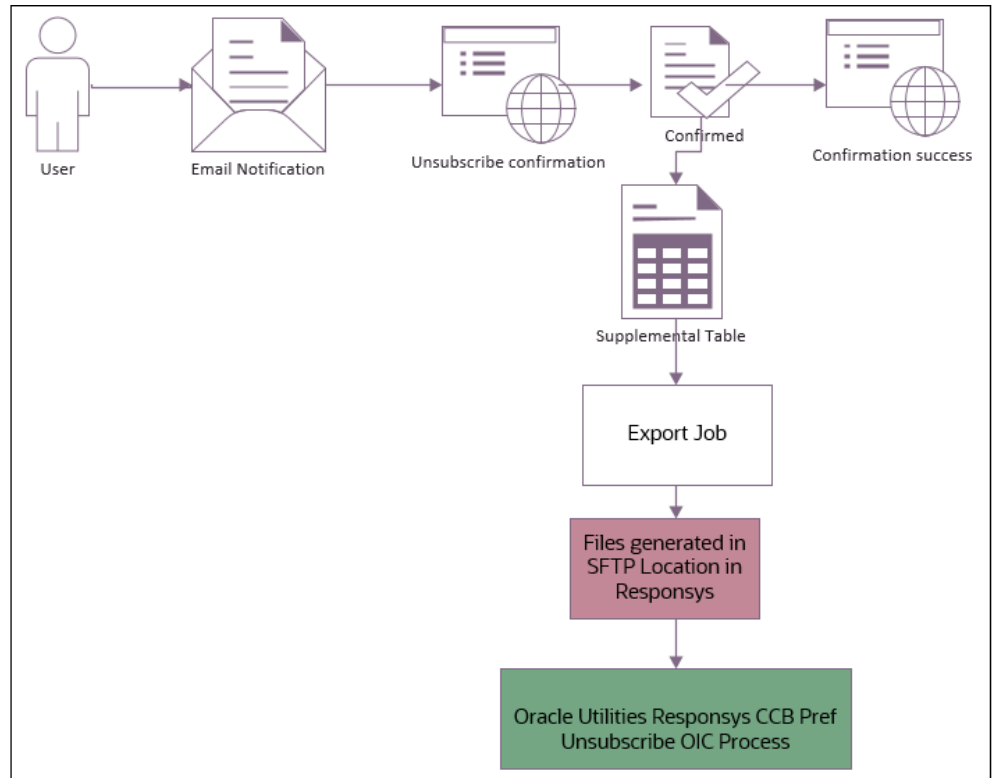 User
Email Notification
Unsubscribe confirmation
Confirmed
Confirmation success
Supplemental Table
Export Job
Files generated in
SFTP Location in
Responsys
Oracle Utilities Responsys CCB Pref
Unsubscribe OIC Process